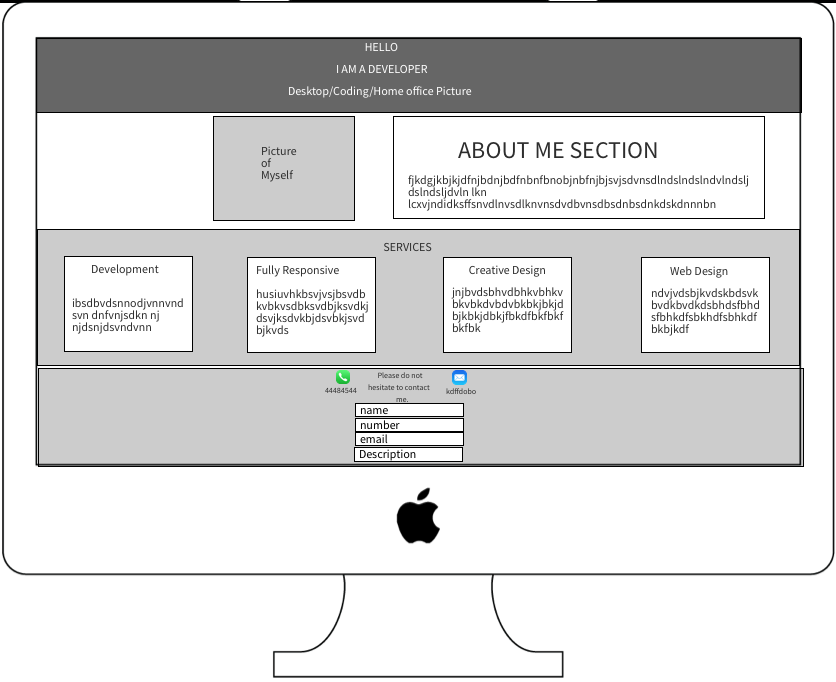 HELLO
I AM A DEVELOPER
Desktop/Coding/Home office Picture
Picture
of
Myself
ABOUT ME SECTION
fjkdgjkbjkjdfnjbdnjbdfnbnfbnobjnbfnjbjsvjsdvnsdlndslndslndvlndslj
dslndsljdvln lkn
lcxvjndidksffsnvdlnvsdlknvnsdvdbvnsdbsdnbsdnkdskdnnnbn
SERVICES
Development
ibsdbvdsnnodjvnnvnd
svn dnfvnjsdkn nj
njdsnjdsvndvnn
Fully Responsive
husiuvhkbsvjvsjbsvdb
kvbkvsdbksvdbjksvdkj
dsvjksdvkbjdsvbkjsvd
bjkvds
Creative Design
jnjbvdsbhvdbhkvbhkv
bkvbkdvbdvbkbkjbkjd
bjkbkjdbkjfbkdfbkfbkf
bkfbk
Web Design
ndvjvdsbjkvdskbdsvk
bvdkbvdkdsbhdsfbhd
sfbhkdfsbkhdfsbhkdf
bkbjkdf
44484544
Please do not
hesitate to contact
me.
kdffdobo
name
number
email
Description